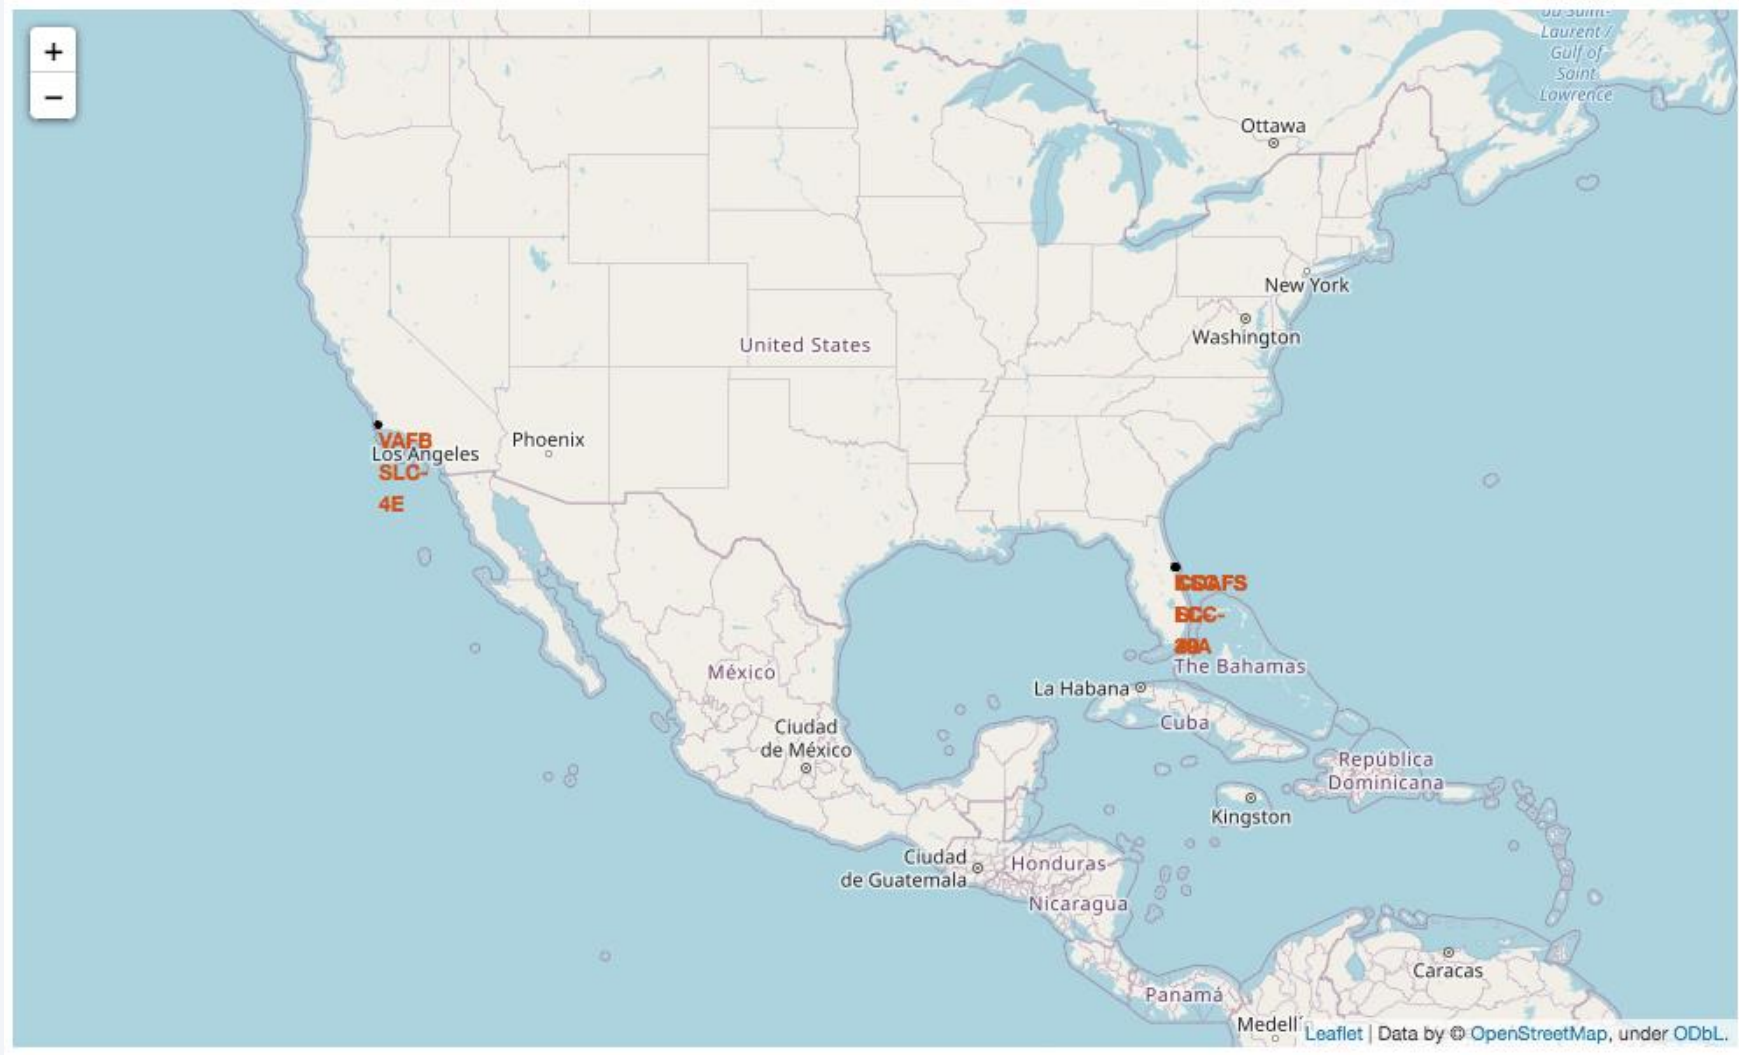 +
−
du Saint-
Laurent /
Gulf of
Saint
Lawrence
Ottawa
New York
Washington
United States
VAFB
Los Angeles
SLC-
4E
Phoenix
The Bahamas
México
La Habana
Cuba
Ciudad
de México
República
Dominicana
Kingston
Ciudad
de Guatemala
Honduras
Nicaragua
Caracas
Panamá
Leaflet | Data by © OpenStreetMap, under ODbL.